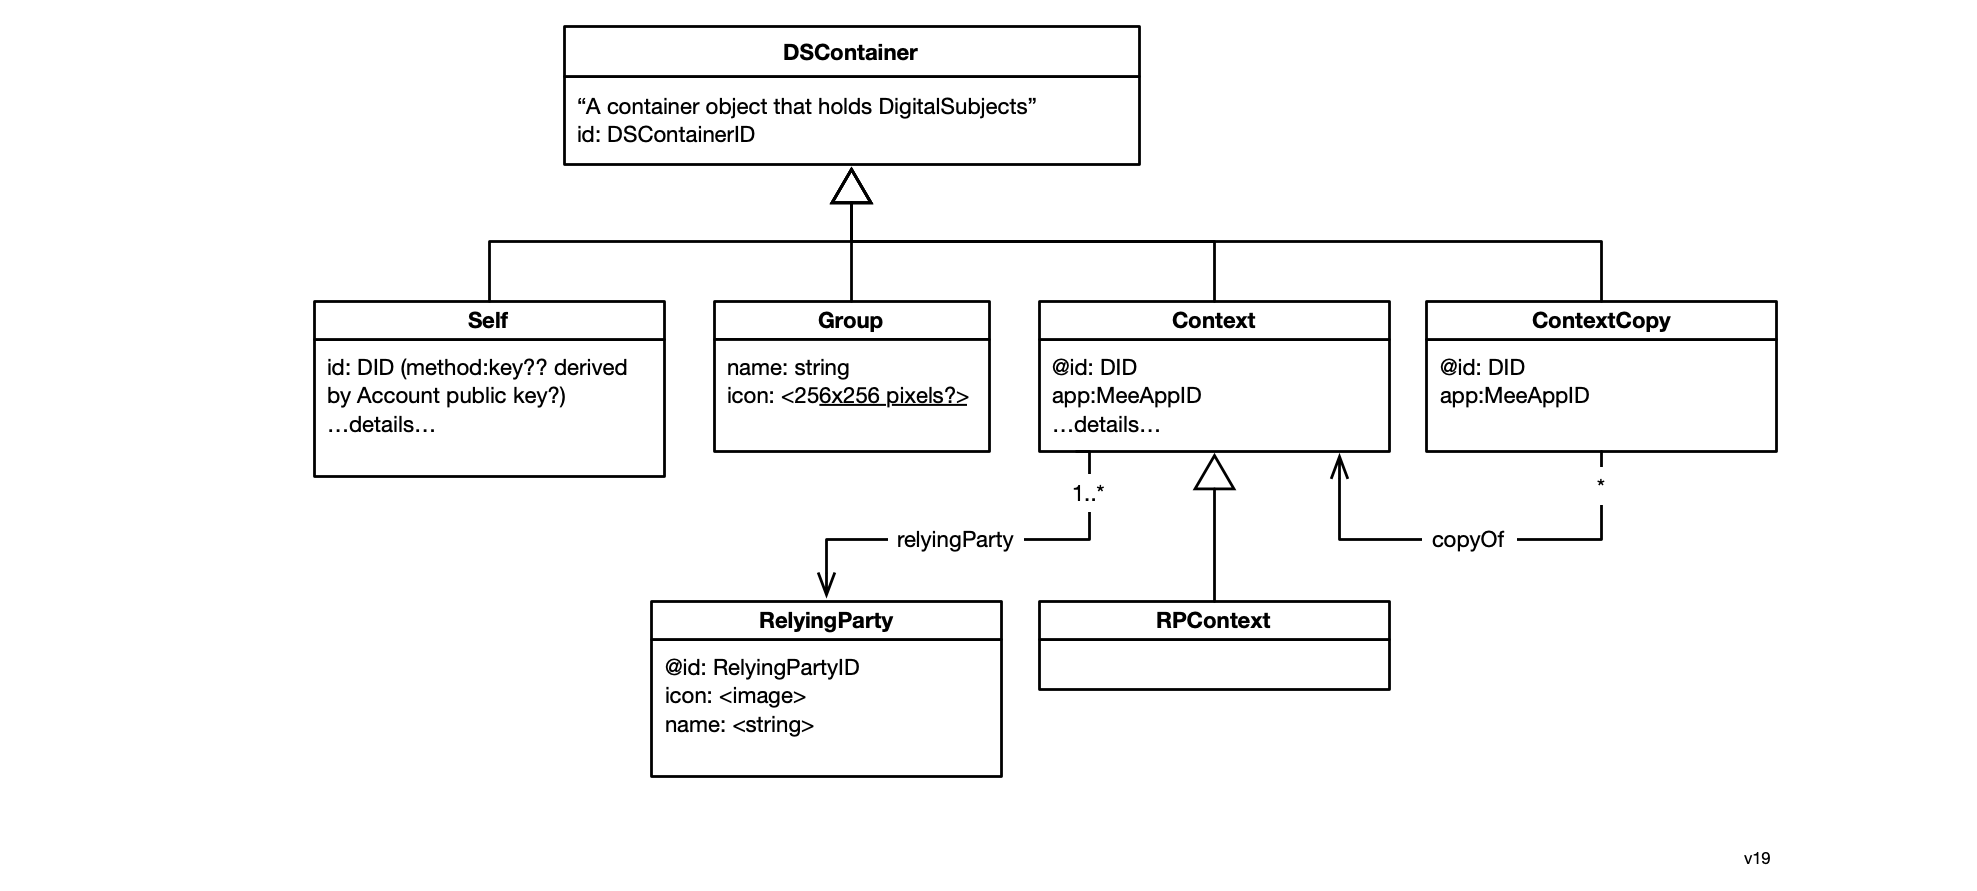 DSContainer
“A container object that holds DigitalSubjects”
id: DSContainerID
Self
id: DID (method:key?? derived
by Account public key?)
…details…
Group
name: string
icon: <256x256 pixels?>
Context
@id: DID
app:MeeAppID
…details…
ContextCopy
@id: DID
app:MeeAppID
1..*
*
relyingParty
copyOf
RelyingParty
@id: RelyingPartyID
icon: <image>
name: <string>
RPContext
v19